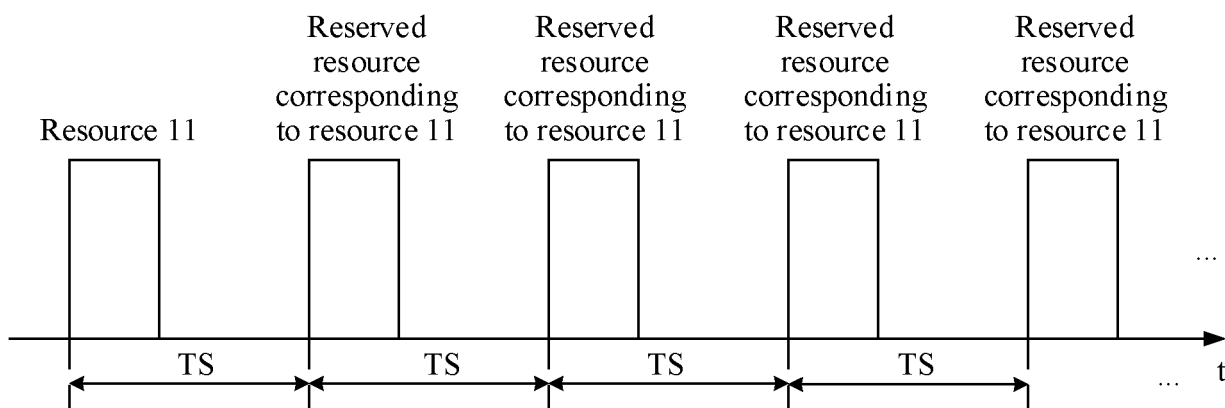 Reserved Reserved Reserved Reserved
resource resource resource resource
corresponding corresponding corresponding corresponding
Resource 11 to resource 11 to resource 11 to resource 11 to resource 11
...
TS TS TS TS ... t